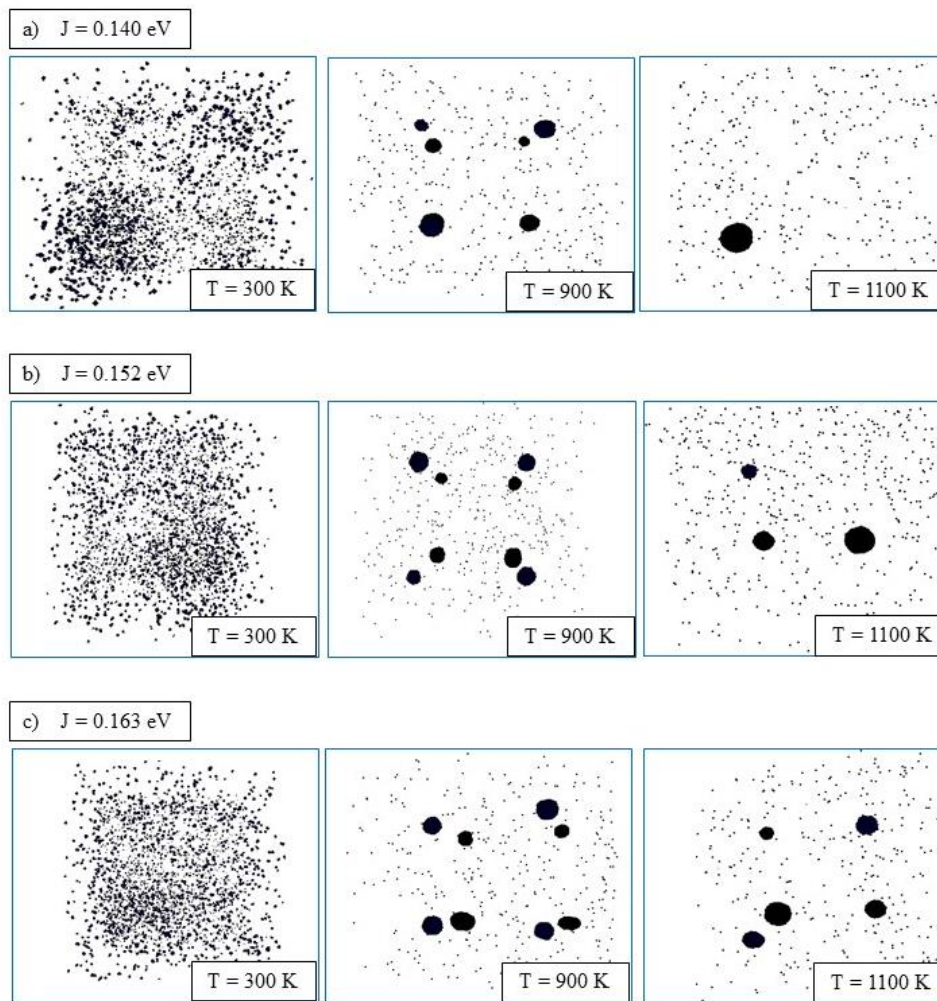 a) J = 0.140 eV
T = 300 K
T = 900 K
T = 1100 K
b) J = 0.152 eV
T = 300 K
T = 900 K
T = 1100 K
c) J = 0.163 eV
T = 300 K
T = 900 K
T = 1100 K